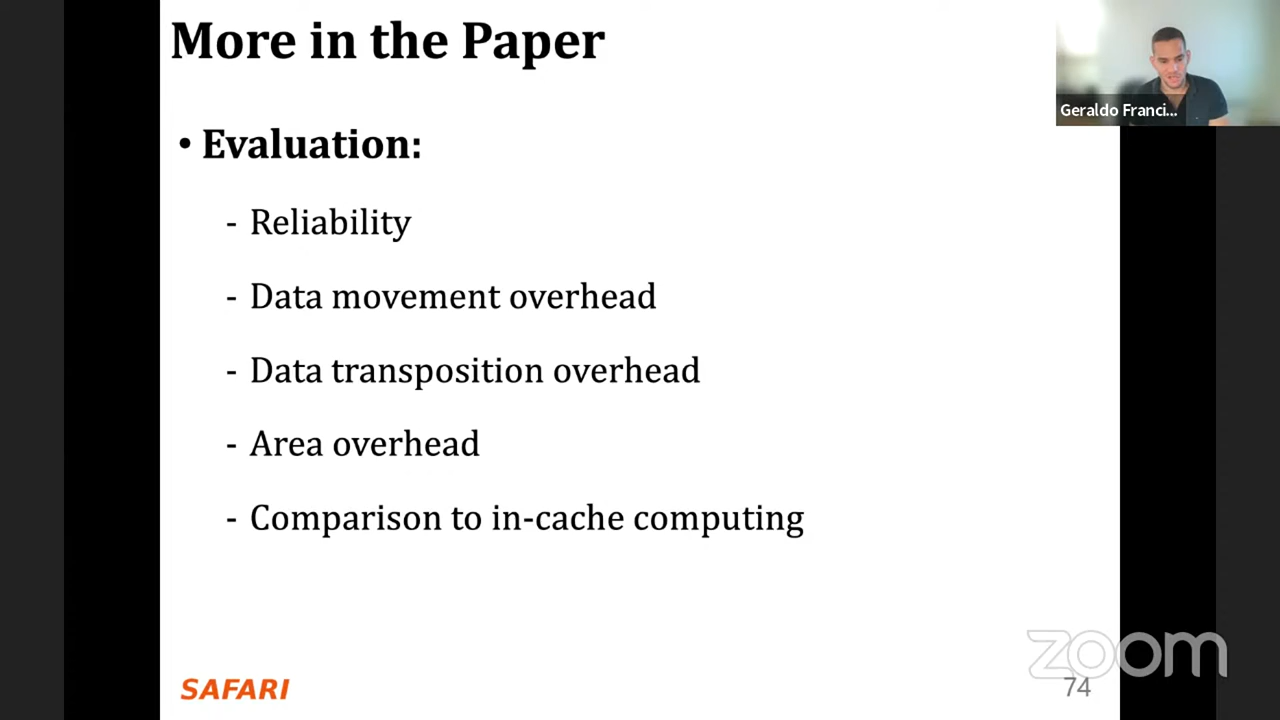 More in the Paper
Geraldo Franci...
• Evaluation:
- Reliability
- Data movement overhead
- Data transposition overhead
- Area overhead
- Comparison to in-cache computing
zoom
SAFARI
74